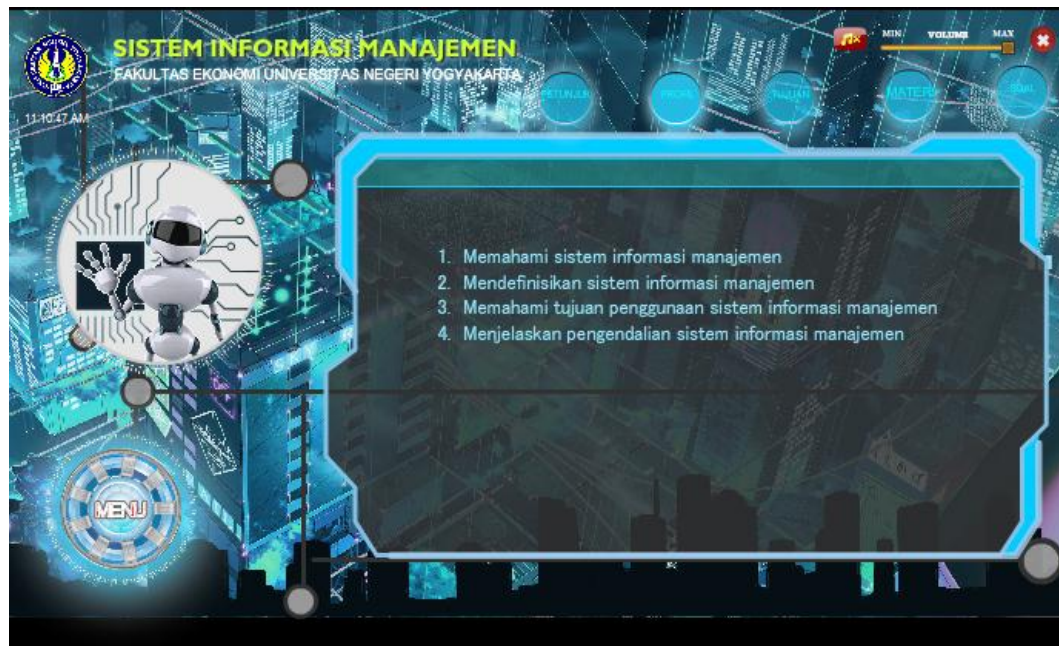 SISTEM INFORMASI MANAJEMEN
FAKULTAS EKONOMI UNIVERSITAS NEGERI YOGYAKARTA
MIN VOLUME MAX
PETUNJUK PROFIL TUJUAN MATERI SOAL
11:10:47 AM
1. Memahami sistem informasi manajemen
2. Mendefinisikan sistem informasi manajemen
3. Memahami tujuan penggunaan sistem informasi manajemen
4. Menjelaskan pengendalian sistem informasi manajemen
MENU